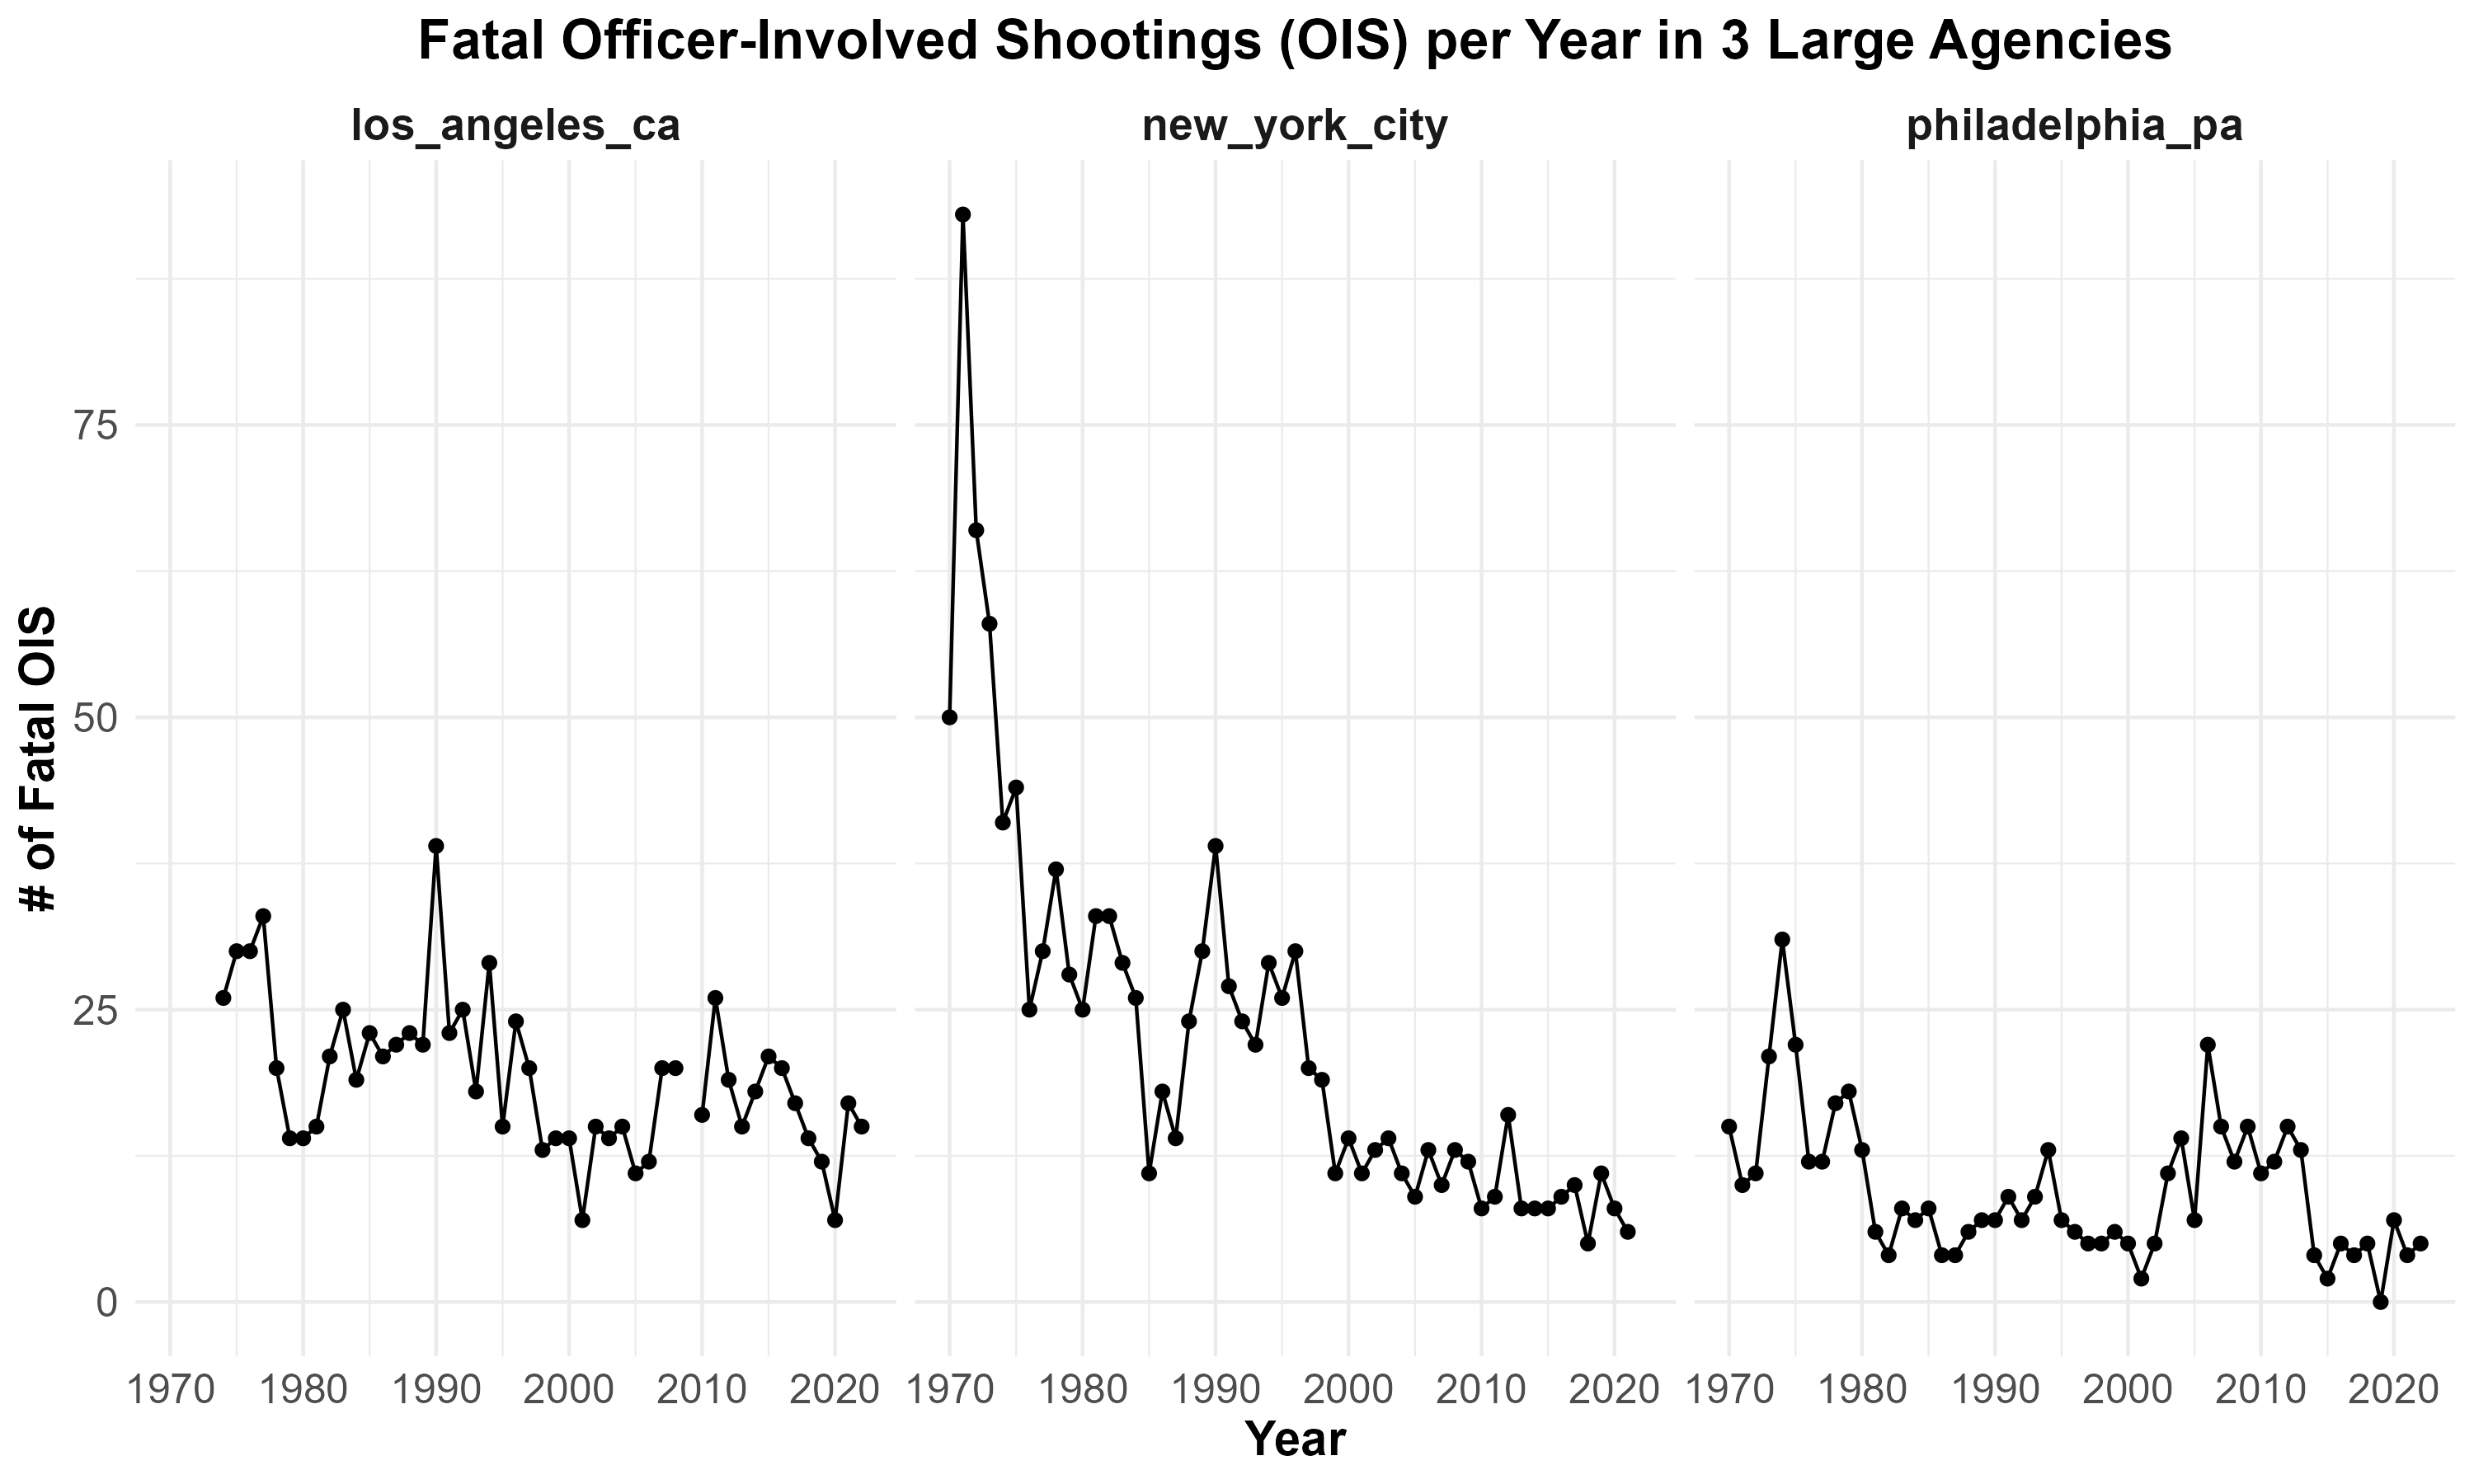 Fatal Officer-Involved Shootings (OIS) per Year in 3 Large Agencies
los_angeles_ca new_york_city philadelphia_pa
# of Fatal OIS
75
50
25
0
1970 1980 1990 2000 2010 2020 1970 1980 1990 2000 2010 2020 1970 1980 1990 2000 2010 2020
Year